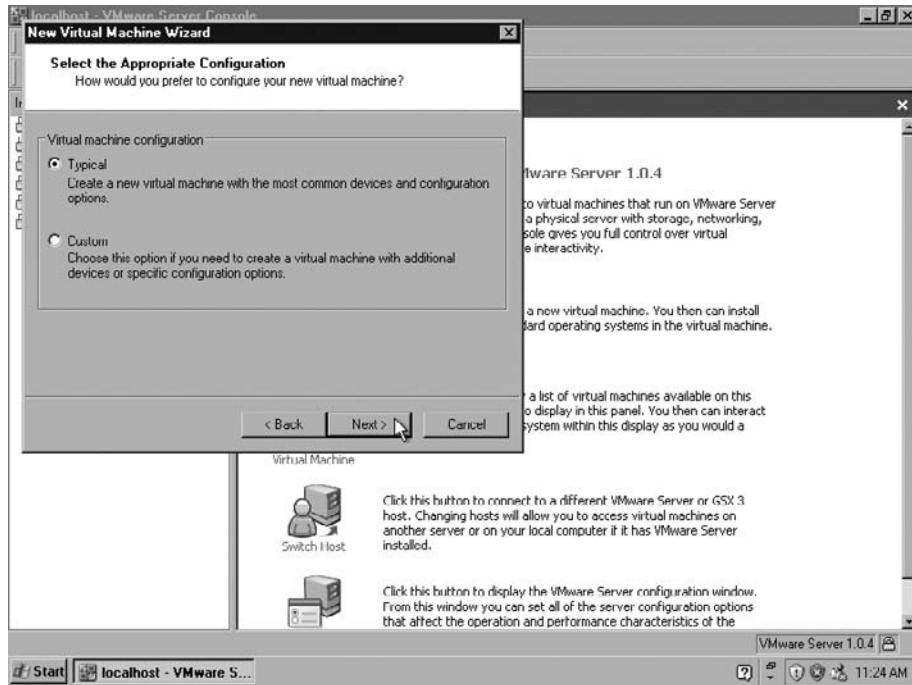 localhost - VMware Server Console
New Virtual Machine Wizard
Select the Appropriate Configuration
How would you prefer to configure your new virtual machine?
Virtual machine configuration
Typical
Create a new virtual machine with the most common devices and configuration
options.
Custom
Choose this option if you need to create a virtual machine with additional
devices or specific configuration options.
< Back
Next >
Cancel
ware Server 1.0.4
to virtual machines that run on VMware Server
a physical server with storage, networking,
sole gives you full control over virtual
e interactivity.
a new virtual machine. You then can install
dard operating systems in the virtual machine.
a list of virtual machines available on this
o display in this panel. You then can interact
system within this display as you would a
Virtual Machine
Click this button to connect to a different VMware Server or GSX 3
host. Changing hosts will allow you to access virtual machines on
another server or on your local computer if it has VMware Server
installed.
Switch Host
Click this button to display the VMware Server configuration window.
From this window you can set all of the server configuration options
that affect the operation and performance characteristics of the
VMware Server 1.0.4
Start
localhost - VMware S...
11:24 AM